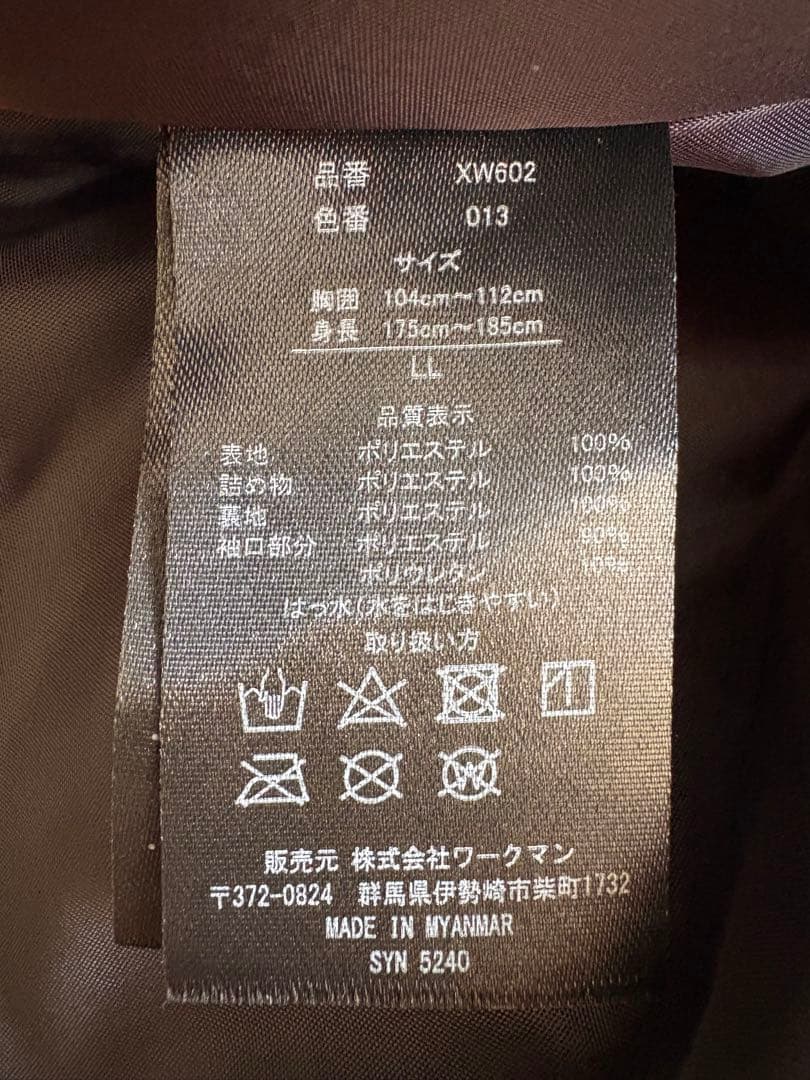 品番 XW602
色番 013
サイズ
胸囲 104cm～112cm
身長 175cm～185cm
LL
品質表示
表地 ポリエステル 100%
詰め物 ポリエステル 100%
裏地 ポリエステル 100%
袖口部分 ポリエステル 90%
ポリウレタン 10%
はっ水(水をはじきやすい)
取り扱い方
W
販売元 株式会社ワークマン
〒372-0824 群馬県伊勢崎市柴町1732
MADE IN MYANMAR
SYN 5240